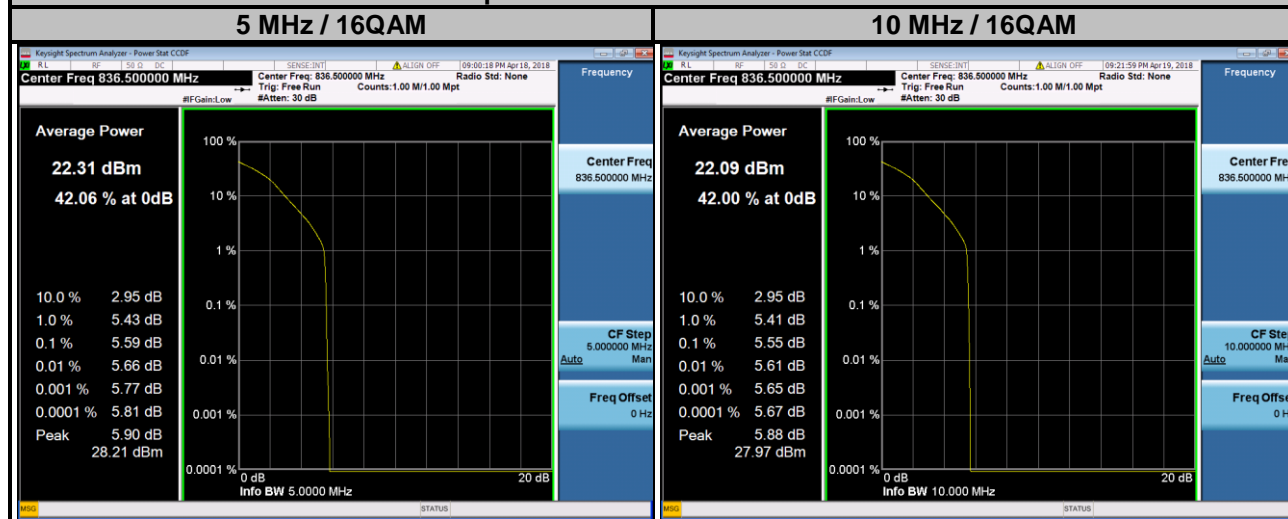 5 MHz / 16QAM
Keysight Spectrum Analyzer - Power Stat CCDF
RL RF 50 Ω DC SENSE:INT ALIGN OFF 09:00:18 PM Apr 18, 2018
Center Freq 836.500000 MHz
Center Freq: 836.500000 MHz Radio Std: None
Trig: Free Run Counts:1.00 M/1.00 Mpt
#IFGain:Low #Atten: 30 dB
Average Power
22.31 dBm
42.06 % at 0dB
10.0 % 2.95 dB
1.0 % 5.43 dB
0.1 % 5.59 dB
0.01 % 5.66 dB
0.001 % 5.77 dB
0.0001 % 5.81 dB
Peak 5.90 dB
28.21 dBm
100 %
10 %
1 %
0.1 %
0.01 %
0.001 %
0.0001 %
0 dB 20 dB
Info BW 5.0000 MHz
Frequency
Center Freq
836.500000 MHz
CF Step
5.000000 MHz
Auto Man
Freq Offset
0 Hz
MSG STATUS
10 MHz / 16QAM
Keysight Spectrum Analyzer - Power Stat CCDF
RL RF 50 Ω DC SENSE:INT ALIGN OFF 09:21:59 PM Apr 19, 2018
Center Freq 836.500000 MHz
Center Freq: 836.500000 MHz Radio Std: None
Trig: Free Run Counts:1.00 M/1.00 Mpt
#IFGain:Low #Atten: 30 dB
Average Power
22.09 dBm
42.00 % at 0dB
10.0 % 2.95 dB
1.0 % 5.41 dB
0.1 % 5.55 dB
0.01 % 5.61 dB
0.001 % 5.65 dB
0.0001 % 5.67 dB
Peak 5.88 dB
27.97 dBm
100 %
10 %
1 %
0.1 %
0.01 %
0.001 %
0.0001 %
0 dB 20 dB
Info BW 10.000 MHz
Frequency
Center Fre
836.500000 MH
CF Ste
10.000000 MH
Auto Ma
Freq Offse
0 H
MSG STATUS